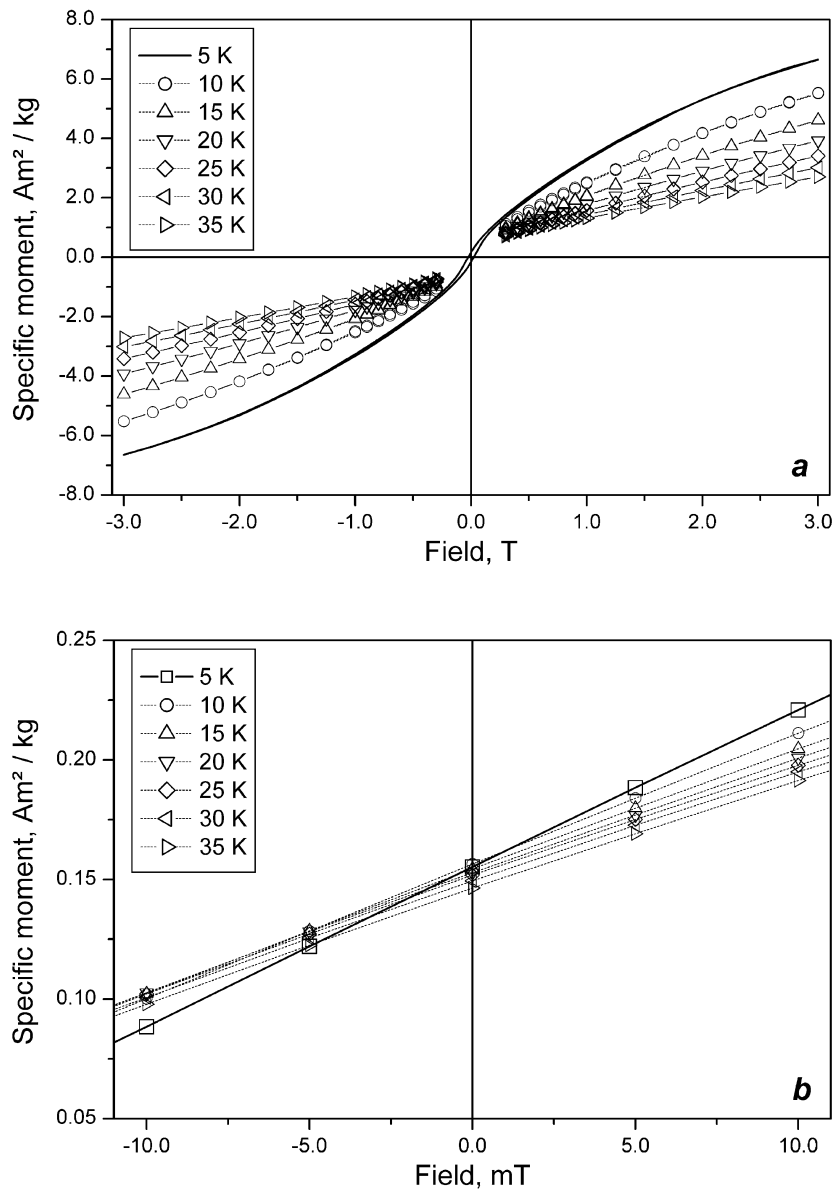 8.0
6.0
4.0
2.0
0.0
-2.0
-4.0
-6.0
-8.0
Specific moment, Am² / kg
5 K
10 K
15 K
20 K
25 K
30 K
35 K
a
-3.0 -2.0 -1.0 0.0 1.0 2.0 3.0
Field, T
0.25
0.20
0.15
0.10
0.05
Specific moment, Am² / kg
5 K
10 K
15 K
20 K
25 K
30 K
35 K
b
-10.0 -5.0 0.0 5.0 10.0
Field, mT